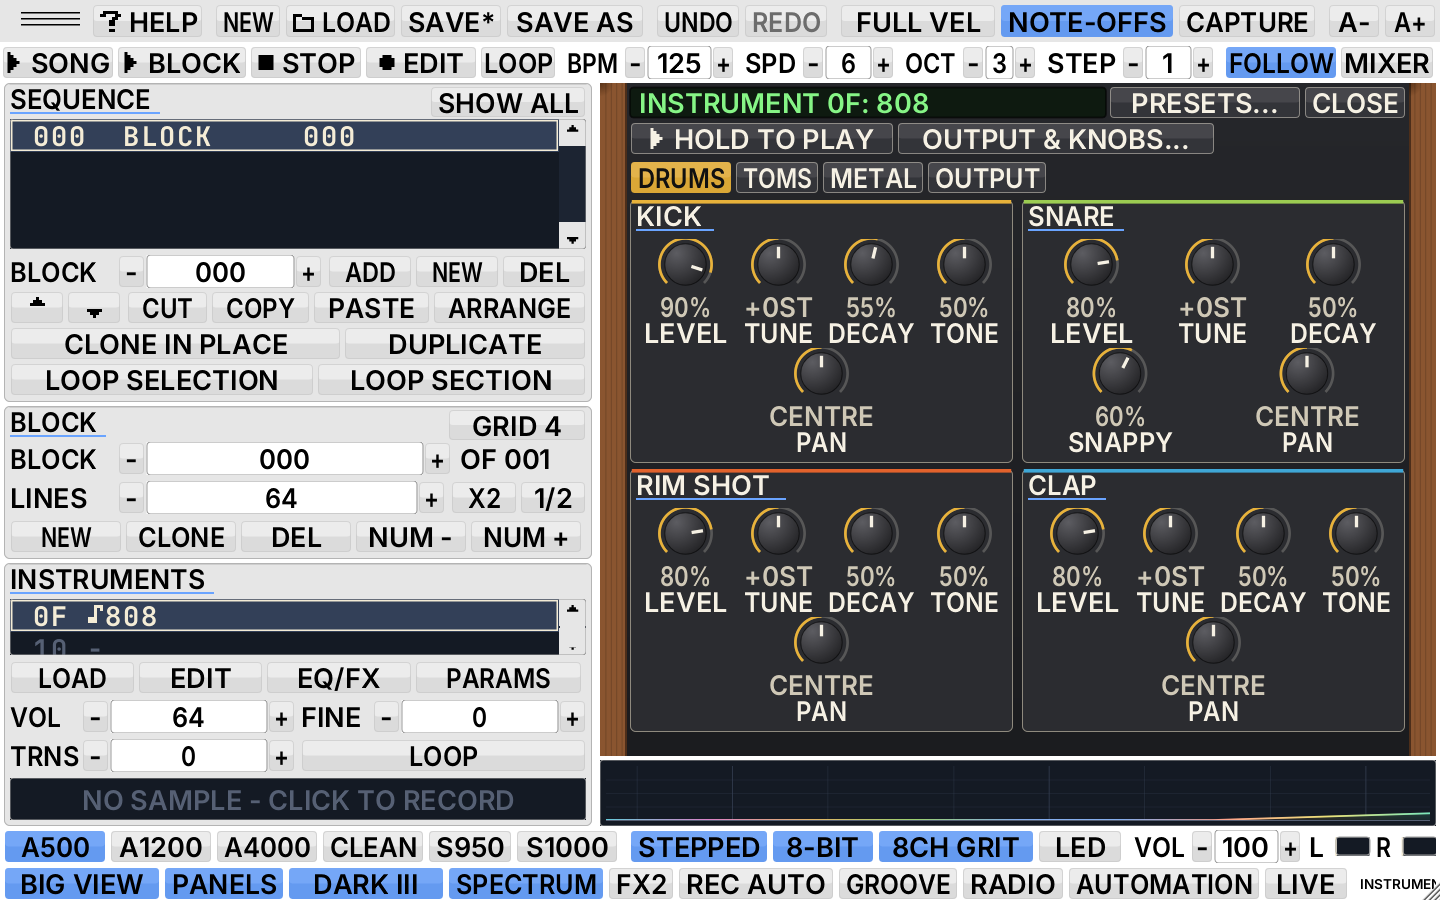 HELP NEW LOAD SAVE* SAVE AS UNDO REDO FULL VEL NOTE-OFFS CAPTURE A- A+
SONG BLOCK STOP EDIT LOOP BPM - 125 + SPD - 6 + OCT - 3 + STEP - 1 + FOLLOW MIXER
SEQUENCE SHOW ALL
000 BLOCK 000
BLOCK - 000 + ADD NEW DEL
CUT COPY PASTE ARRANGE
CLONE IN PLACE DUPLICATE
LOOP SELECTION LOOP SECTION
BLOCK GRID 4
BLOCK - 000 + OF 001
LINES - 64 + X2 1/2
NEW CLONE DEL NUM - NUM +
INSTRUMENTS
0F 808
10 -
LOAD EDIT EQ/FX PARAMS
VOL - 64 + FINE - 0 +
TRNS - 0 + LOOP
NO SAMPLE - CLICK TO RECORD
INSTRUMENT 0F: 808 PRESETS... CLOSE
HOLD TO PLAY OUTPUT & KNOBS...
DRUMS TOMS METAL OUTPUT
KICK
90% +0ST 55% 50%
LEVEL TUNE DECAY TONE
CENTRE
PAN
SNARE
80% +0ST 50%
LEVEL TUNE DECAY
60% CENTRE
SNAPPY PAN
RIM SHOT
80% +0ST 50% 50%
LEVEL TUNE DECAY TONE
CENTRE
PAN
CLAP
80% +0ST 50% 50%
LEVEL TUNE DECAY TONE
CENTRE
PAN
A500 A1200 A4000 CLEAN S950 S1000 STEPPED 8-BIT 8CH GRIT LED VOL - 100 + L R
BIG VIEW PANELS DARK III SPECTRUM FX2 REC AUTO GROOVE RADIO AUTOMATION LIVE